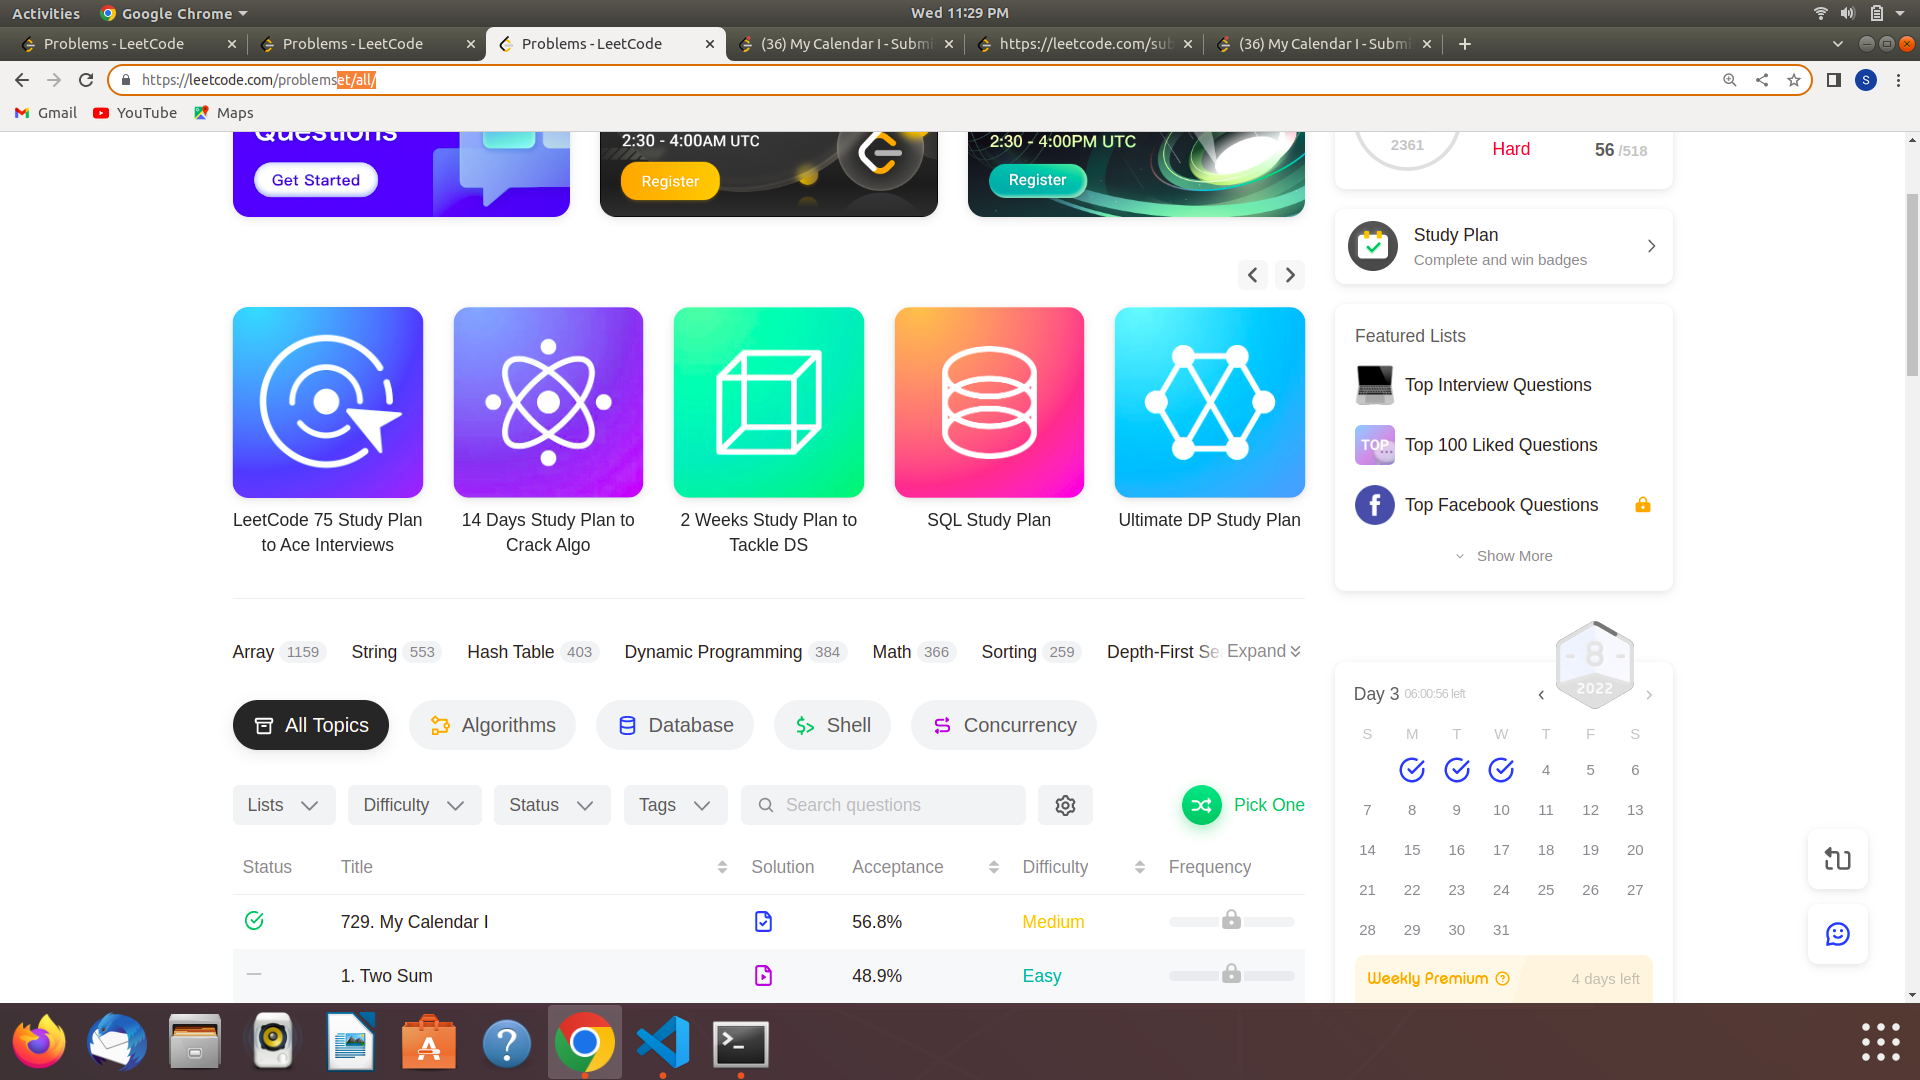 Activities Google Chrome Wed 11:29 PM
Problems - LeetCode Problems - LeetCode Problems - LeetCode (36) My Calendar I - Submi https://leetcode.com/sub (36) My Calendar I - Submi
https://leetcode.com/problemset/all/ S
Gmail YouTube Maps
Questions
Get Started
2:30 - 4:00AM UTC
Register
2:30 - 4:00PM UTC
Register
2361
Hard 56 /518
Study Plan
Complete and win badges
Featured Lists
Top Interview Questions
TOP Top 100 Liked Questions
Top Facebook Questions
Show More
LeetCode 75 Study Plan
to Ace Interviews
14 Days Study Plan to
Crack Algo
2 Weeks Study Plan to
Tackle DS
SQL Study Plan
Ultimate DP Study Plan
Array 1159 String 553 Hash Table 403 Dynamic Programming 384 Math 366 Sorting 259 Depth-First Se Expand
All Topics Algorithms Database Shell Concurrency
Lists Difficulty Status Tags Search questions Pick One
Status Title Solution Acceptance Difficulty Frequency
729. My Calendar I 56.8% Medium
1. Two Sum 48.9% Easy
8
2022
Day 3 06:00:56 left
S M T W T F S
4 5 6
7 8 9 10 11 12 13
14 15 16 17 18 19 20
21 22 23 24 25 26 27
28 29 30 31
Weekly Premium ? 4 days left